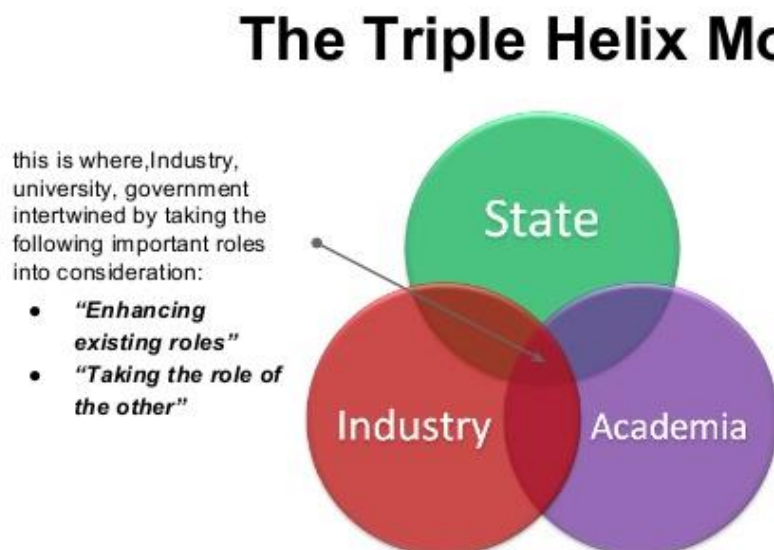 The Triple Helix Mo
this is where,Industry,
university, government
intertwined by taking the
following important roles
into consideration:
● “Enhancing
existing roles”
● “Taking the role of
the other”
State
Industry
Academia